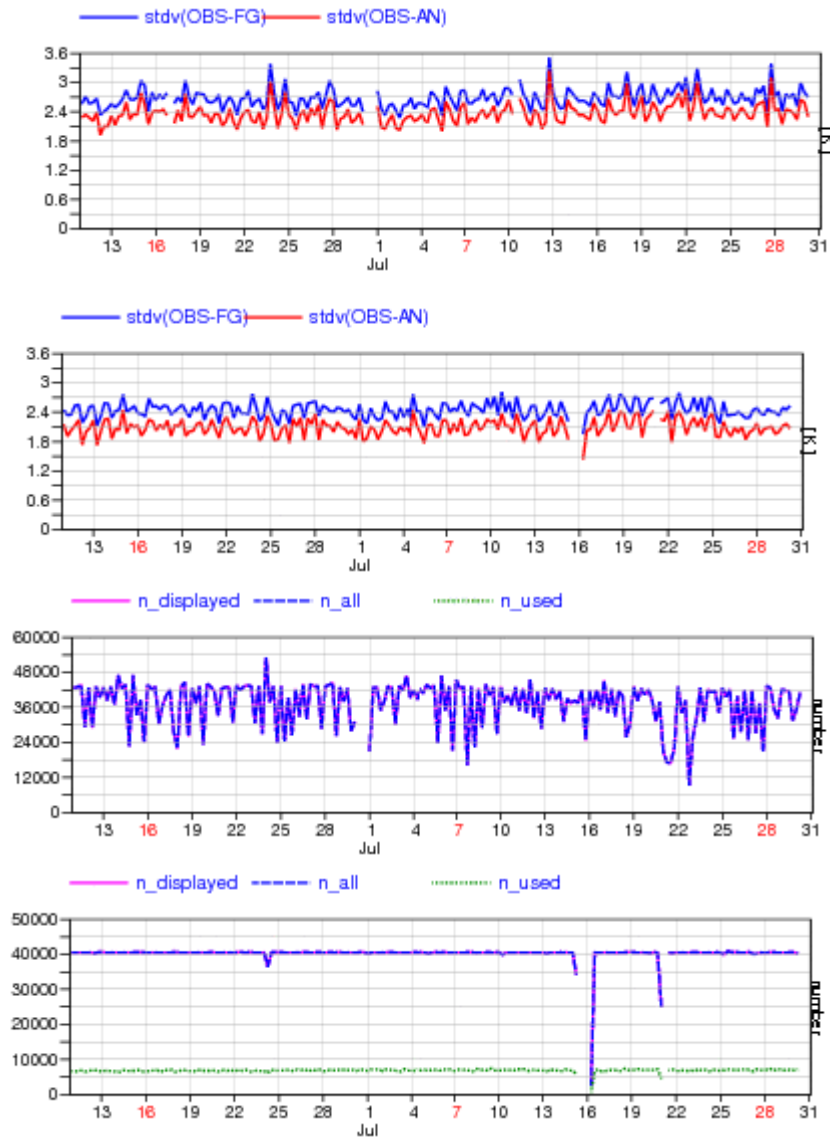 stdv(OBS-FG) stdv(OBS-AN)
3.6
3
2.4
1.8
1.2
0.6
0
[K]
13 16 19 22 25 28 1 4 7 10 13 16 19 22 25 28 31
Jul
stdv(OBS-FG) stdv(OBS-AN)
3.6
3
2.4
1.8
1.2
0.6
0
[K]
13 16 19 22 25 28 1 4 7 10 13 16 19 22 25 28 31
Jul
n_displayed n_all n_used
60000
48000
36000
24000
12000
0
number
13 16 19 22 25 28 1 4 7 10 13 16 19 22 25 28 31
Jul
n_displayed n_all n_used
50000
40000
30000
20000
10000
0
number
13 16 19 22 25 28 1 4 7 10 13 16 19 22 25 28 31
Jul